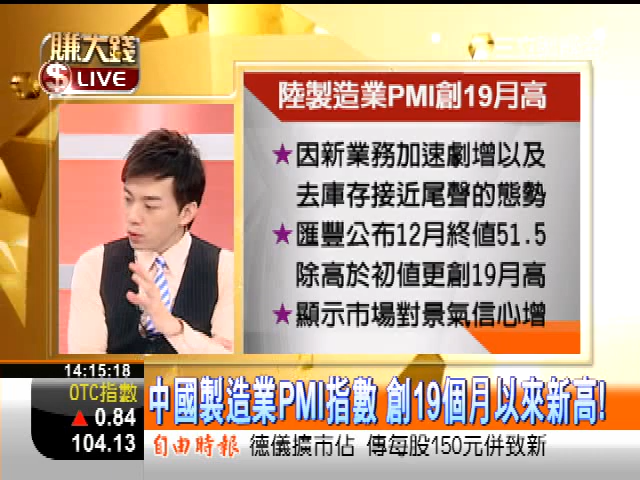 賺大錢
$ LIVE
陸製造業PMI創19月高
★因新業務加速劇增以及
去庫存接近尾聲的態勢
★匯豐公布12月終值51.5
除高於初值更創19月高
★顯示市場對景氣信心增
14:15:18
OTC指數
▲ 0.84
104.13
中國製造業PMI指數 創19個月以來新高!
自由時報 德儀擴市佔 傳每股150元併致新